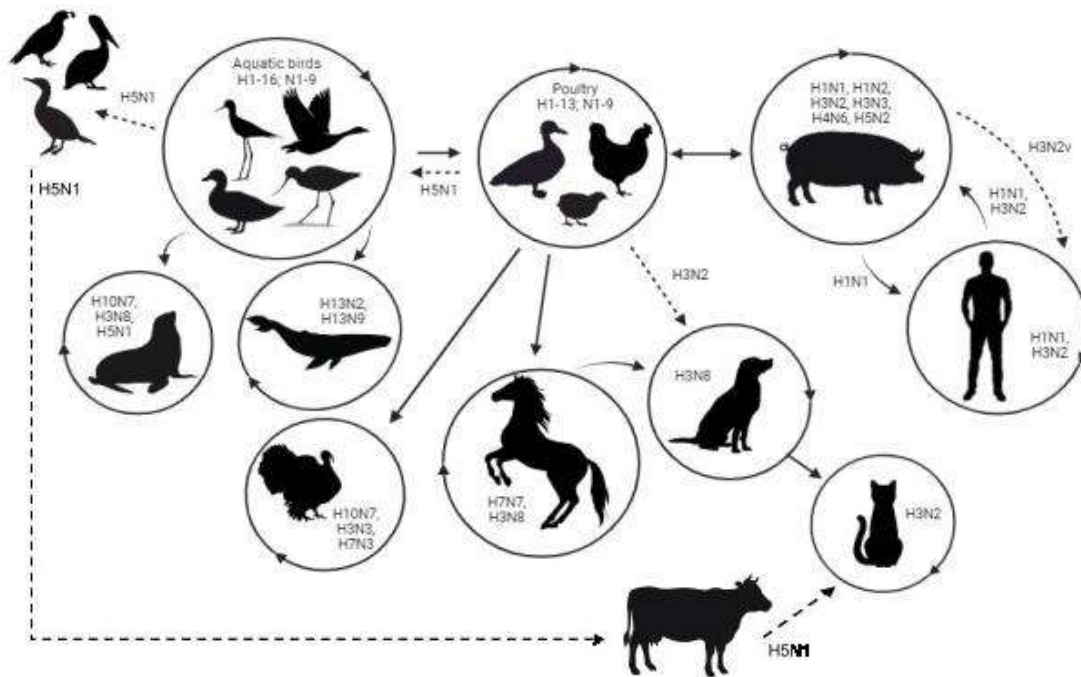 Aquatic birds
H1-16; N1-9
H5N1
H5N1
Poultry
H1-13; N1-9
H5N1
H1N1, H1N2,
H3N2, H3N3,
H4N6, H5N2
H3N2v
H1N1,
H3N2
H1N1
H1N1,
H3N2
H3N2
H10N7,
H3N8,
H5N1
H13N2,
H13N9
H3N8
H7N7,
H3N8
H10N7,
H3N3,
H7N3
H3N2